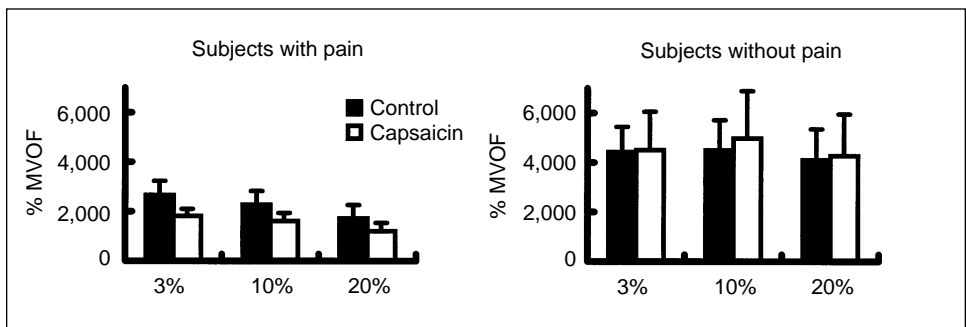 Subjects with pain
% MVOF
6,000
4,000
2,000
0
Control
Capsaicin
3% 10% 20%
Subjects without pain
% MVOF
6,000
4,000
2,000
0
3% 10% 20%